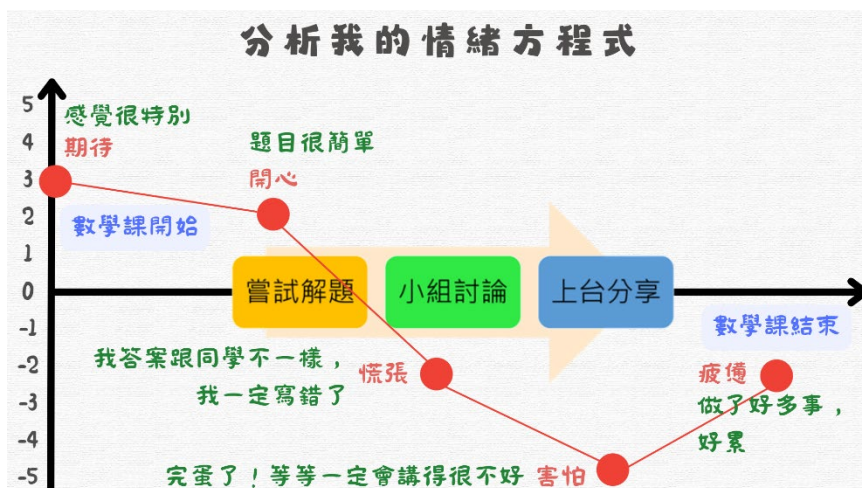 分析我的情緒方程式
5
4
3
2
1
0
-1
-2
-3
-4
-5
感覺很特別
期待
題目很簡單
開心
數學課開始
嘗試解題
小組討論
上台分享
數學課結束
我答案跟同學不一樣，
我一定寫錯了
慌張
疲憊
做了好多事，
好累
完蛋了！等等一定會講得很不好
害怕